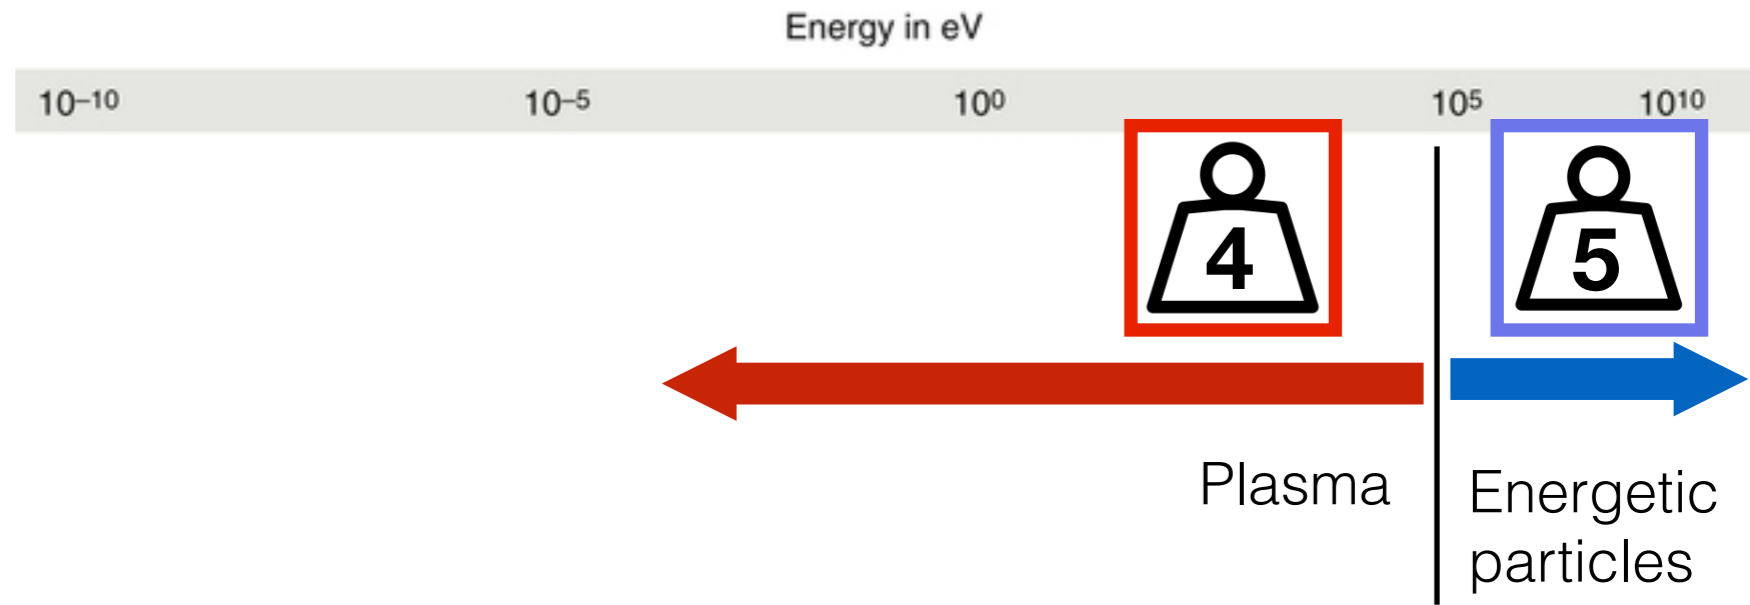 Energy in eV
10⁻¹⁰ 10⁻⁵ 10⁰ 10⁵ 10¹⁰
4 5
Plasma
Energetic
particles